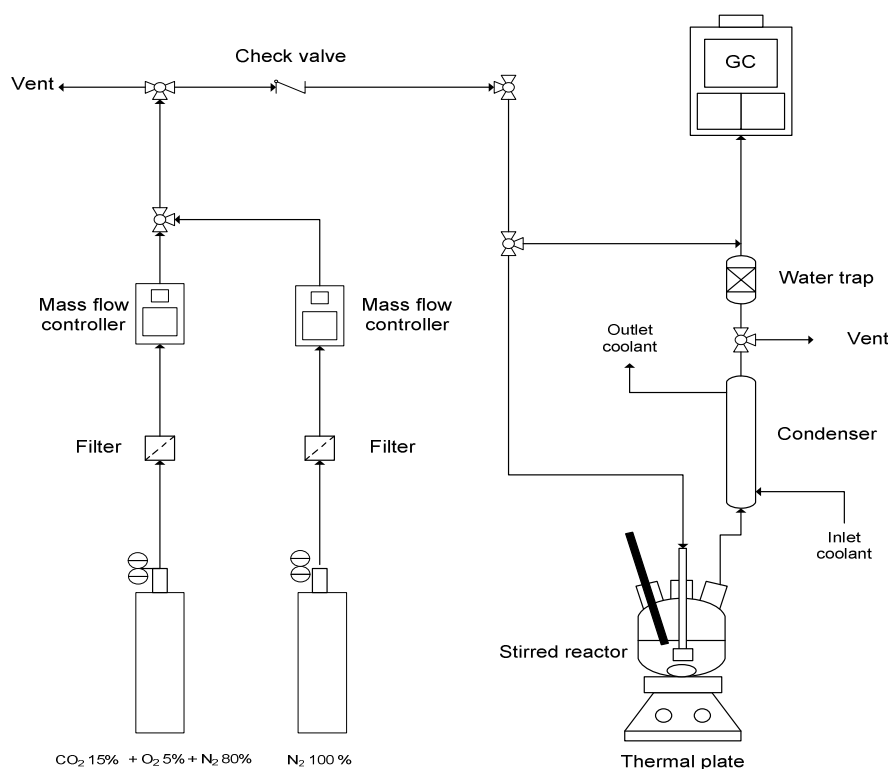 Check valve
Vent
GC
Water trap
Mass flow
controller
Mass flow
controller
Outlet
coolant
Vent
Filter
Filter
Condenser
Inlet
coolant
Stirred reactor
CO₂ 15% + O₂ 5% + N₂ 80%
N₂ 100 %
Thermal plate